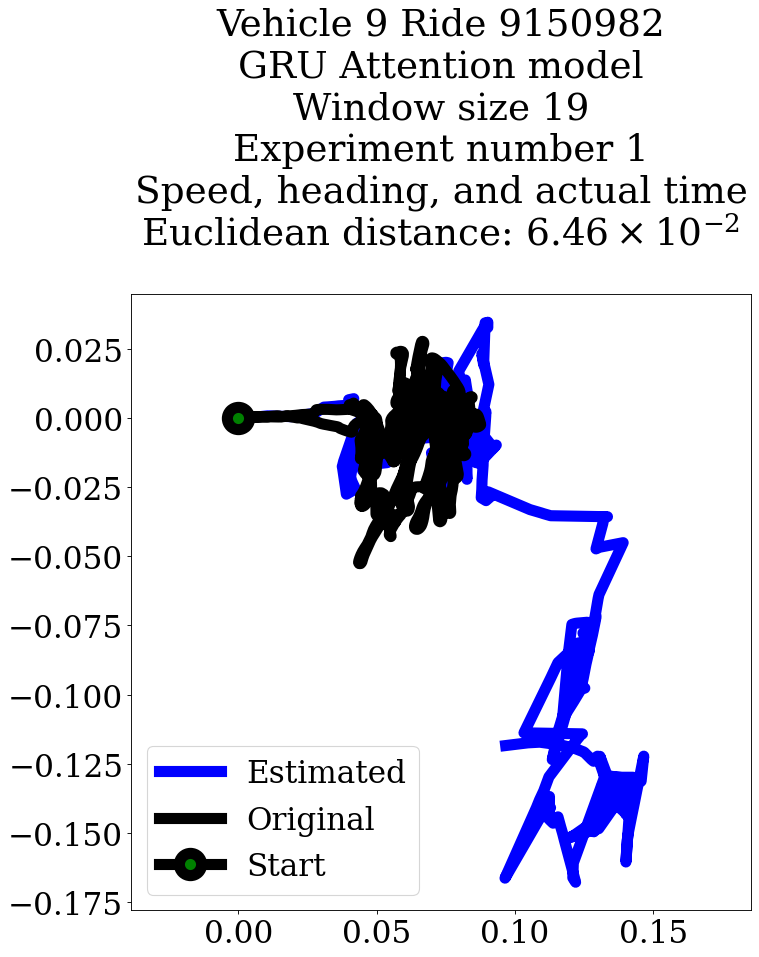 Vehicle 9 Ride 9150982
GRU Attention model
Window size 19
Experiment number 1
Speed, heading, and actual time
Euclidean distance: 6.46 × 10⁻²
0.025
0.000
−0.025
−0.050
−0.075
−0.100
−0.125
−0.150
−0.175
Estimated
Original
Start
0.00 0.05 0.10 0.15